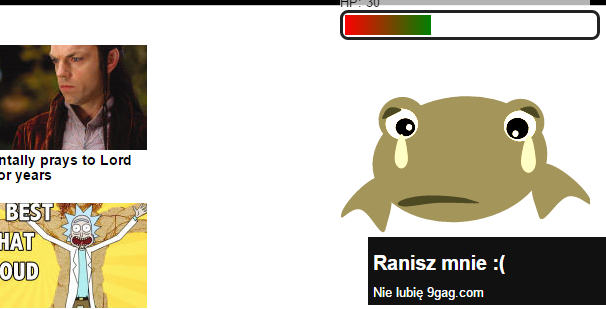 HP: 30
ntally prays to Lord
or years
BEST
HAT
OUD
Ranisz mnie :(
Nie lubię 9gag.com